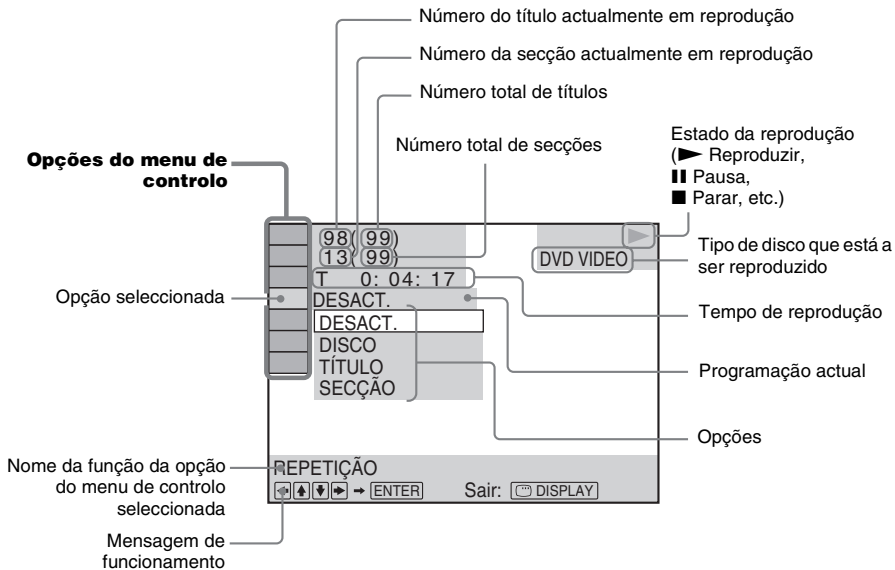 Número do título actualmente em reprodução
Número da secção actualmente em reprodução
Número total de títulos
Número total de secções
Estado da reprodução
(► Reproduzir,
▮▮ Pausa,
■ Parar, etc.)
Opções do menu de
controlo
98(99)
13(99)
T 0: 04: 17
DESACT.
DESACT.
DISCO
TÍTULO
SECÇÃO
DVD VIDEO
Tipo de disco que está a
ser reproduzido
Opção seleccionada
Tempo de reprodução
Programação actual
Opções
Nome da função da opção
do menu de controlo
seleccionada
REPETIÇÃO
ENTER
Sair: DISPLAY
Mensagem de
funcionamento